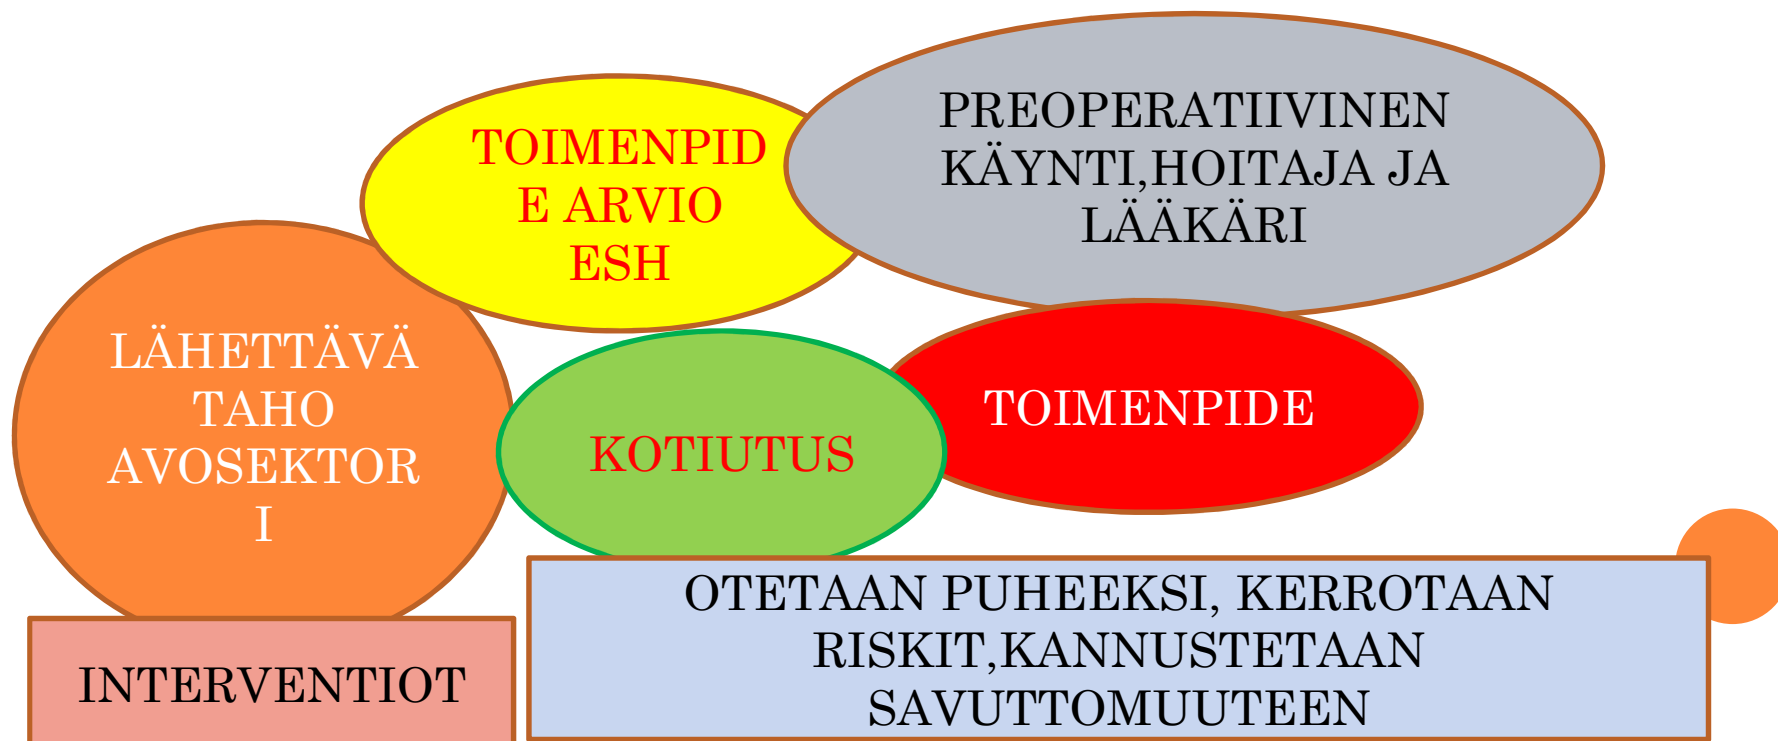 TOIMENPID
E ARVIO
ESH
PREOPERATIIVINEN
KÄYNTI,HOITAJA JA
LÄÄKÄRI
LÄHETTÄVÄ
TAHO
AVOSEKTOR
I
KOTIUTUS
TOIMENPIDE
INTERVENTIOT
OTETAAN PUHEEKSI, KERROTAAN
RISKIT,KANNUSTETAAN
SAVUTTOMUUTEEN